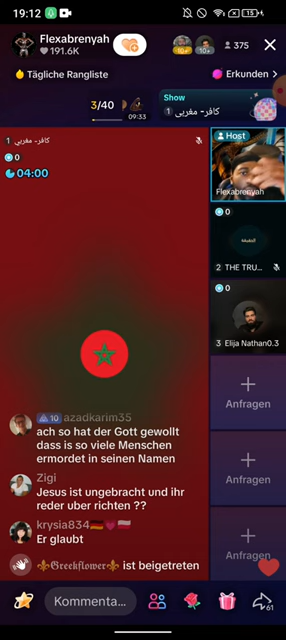 19:12
15
Flexabrenyah
191.6K
10
10
375
Tägliche Rangliste
Erkunden
3/40
09:33
Show
1 كافر- مغربي
1 كافر- مغربي
0
04:00
Host
Flexabrenyah
0
2 THE TRU...
0
3 Elija Nathan0.3
Anfragen
Anfragen
Anfragen
10 azadkarim35
ach so hat der Gott gewollt
dass is so viele Menschen
ermordet in seinen Namen
Zigi
Jesus ist ungebracht und ihr
reder uber richten ??
krysia834
Er glaubt
Greekflower ist beigetreten
Kommenta...
61